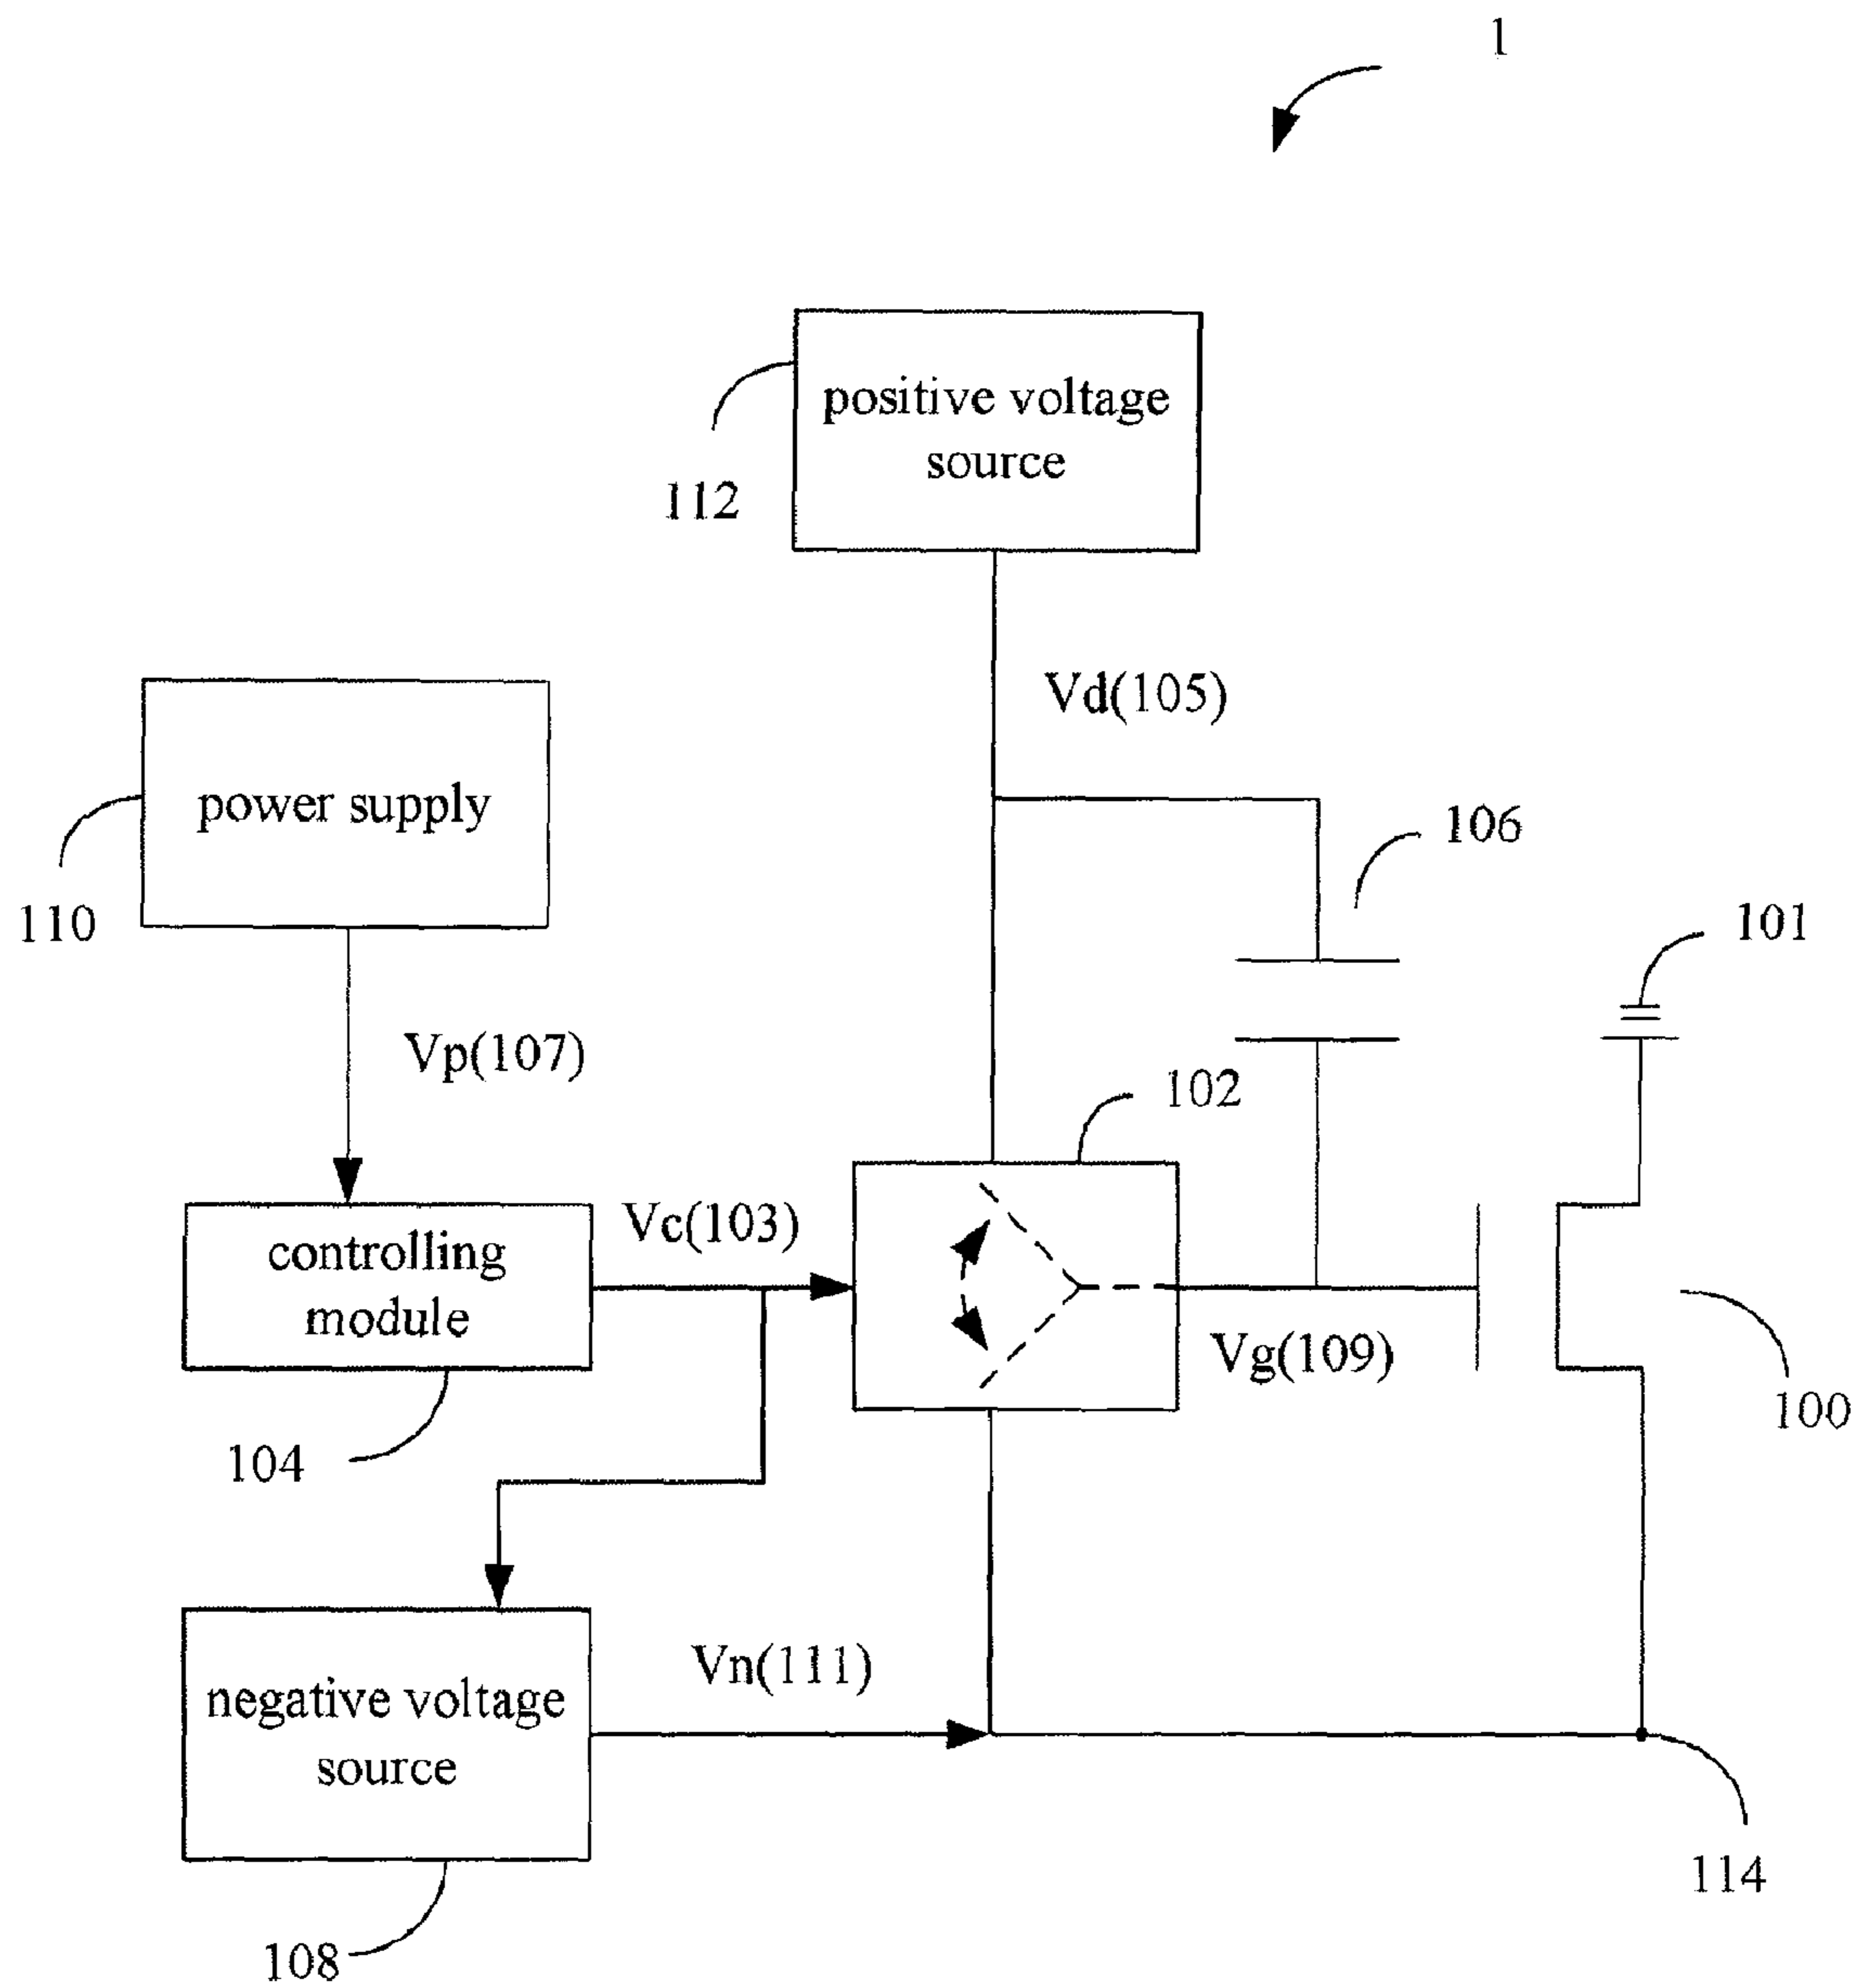 1
positive voltage
source
112
Vd(105)
power supply
110
106
101
Vp(107)
102
Vc(103)
controlling
module
Vg(109)
100
104
Vn(111)
negative voltage
source
114
108